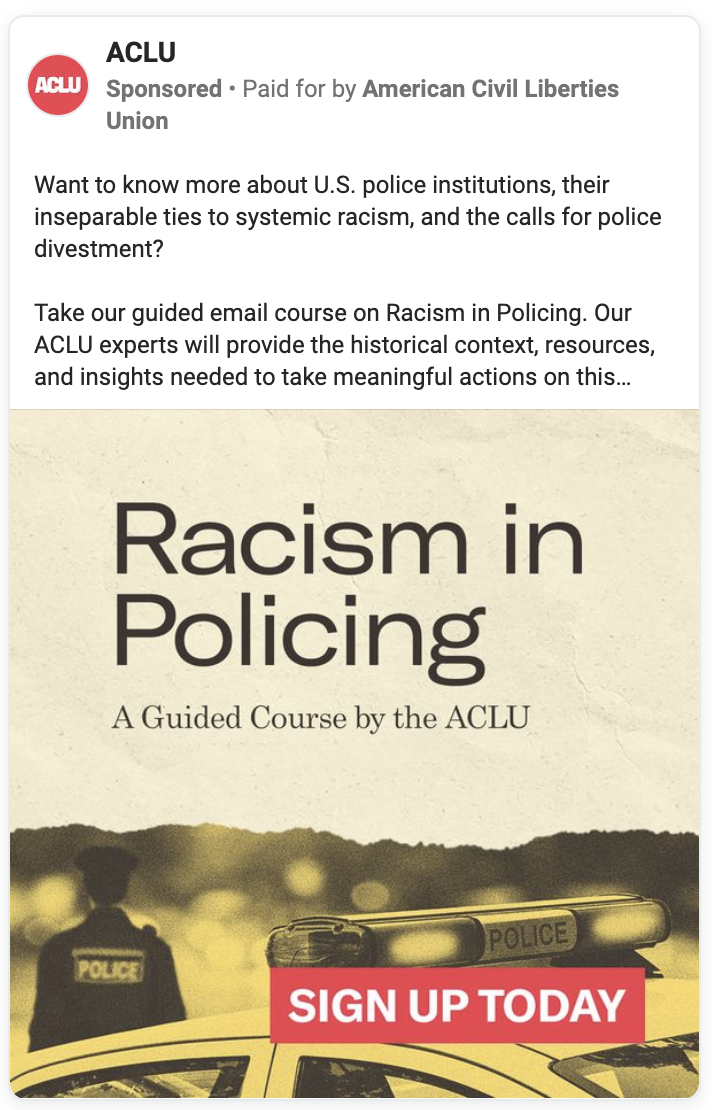 ACLU
ACLU
Sponsored • Paid for by American Civil Liberties
Union
Want to know more about U.S. police institutions, their
inseparable ties to systemic racism, and the calls for police
divestment?
Take our guided email course on Racism in Policing. Our
ACLU experts will provide the historical context, resources,
and insights needed to take meaningful actions on this...
Racism in
Policing
A Guided Course by the ACLU
POLICE
POLICE
SIGN UP TODAY